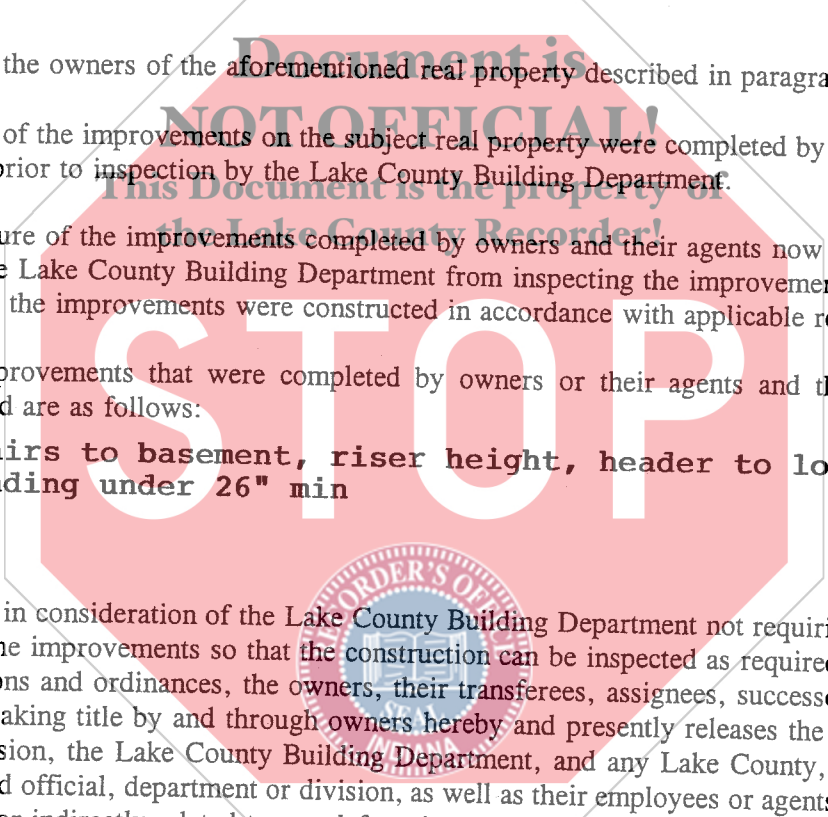 Document is
the owners of the aforementioned real property described in paragra
NOT OFFICIAL!
of the improvements on the subject real property were completed by
prior to inspection by the Lake County Building Department.
This Document is the property of
the Lake County Recorder!
ure of the improvements completed by owners and their agents now
e Lake County Building Department from inspecting the improvemen
the improvements were constructed in accordance with applicable r
STOP
provements that were completed by owners or their agents and th
d are as follows:
irs to basement, riser height, header to lo
ding under 26" min
RECORDER'S OFFIC
in consideration of the Lake County Building Department not requiri
he improvements so that the construction can be inspected as require
ons and ordinances, the owners, their transferees, assignees, success
SEAL
aking title by and through owners hereby and presently releases the
INDIANA
sion, the Lake County Building Department, and any Lake County,
d official, department or division, as well as their employees or agents